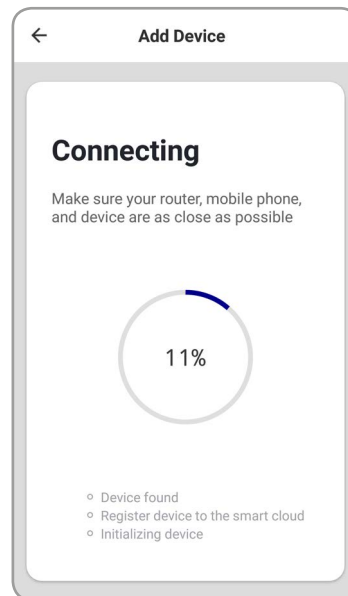 Add Device
Connecting
Make sure your router, mobile phone,
and device are as close as possible
11%
Device found
Register device to the smart cloud
Initializing device